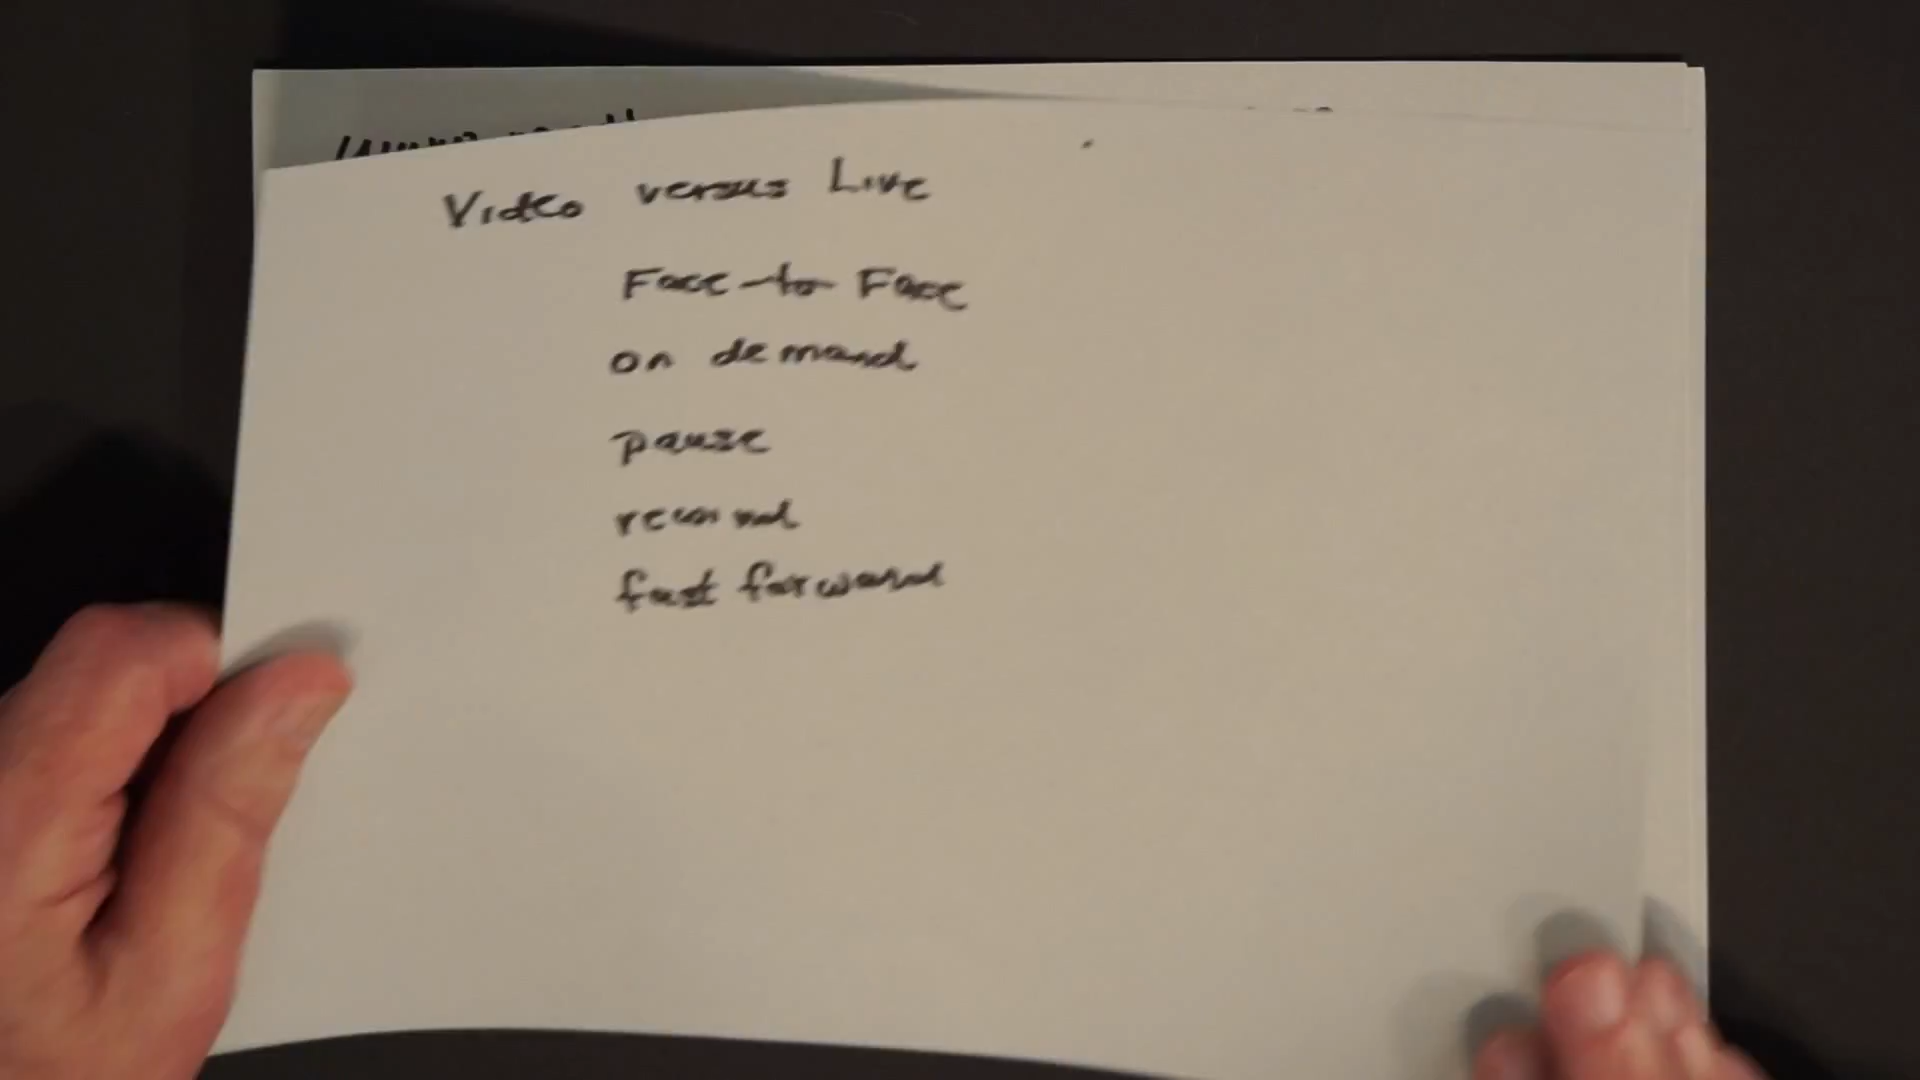 Video versus Live
Face-to Face
on demand
pause
rewind
fast forward